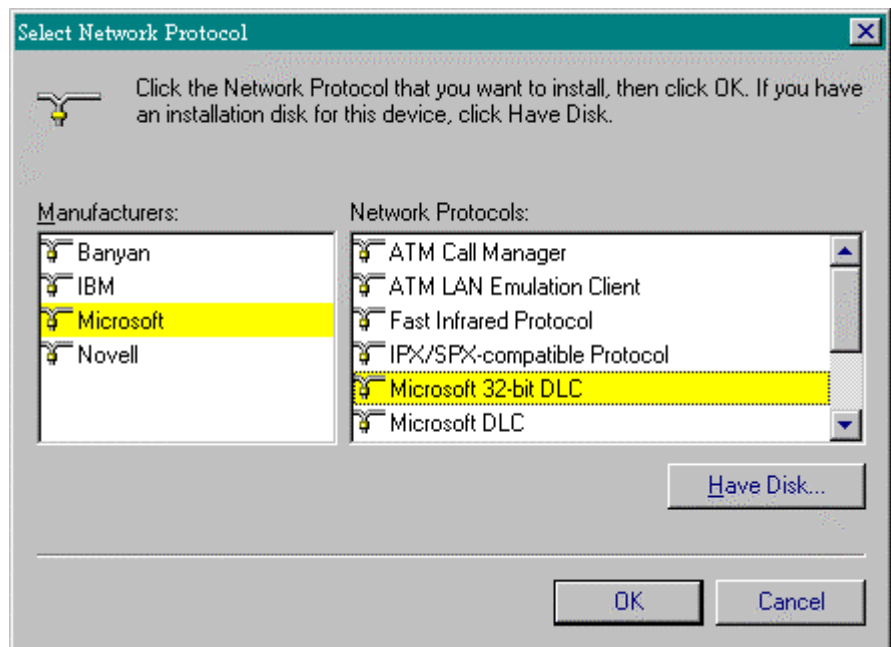 Select Network Protocol
Click the Network Protocol that you want to install, then click OK. If you have
an installation disk for this device, click Have Disk.
Manufacturers:
Banyan
IBM
Microsoft
Novell
Network Protocols:
ATM Call Manager
ATM LAN Emulation Client
Fast Infrared Protocol
IPX/SPX-compatible Protocol
Microsoft 32-bit DLC
Microsoft DLC
Have Disk...
OK
Cancel